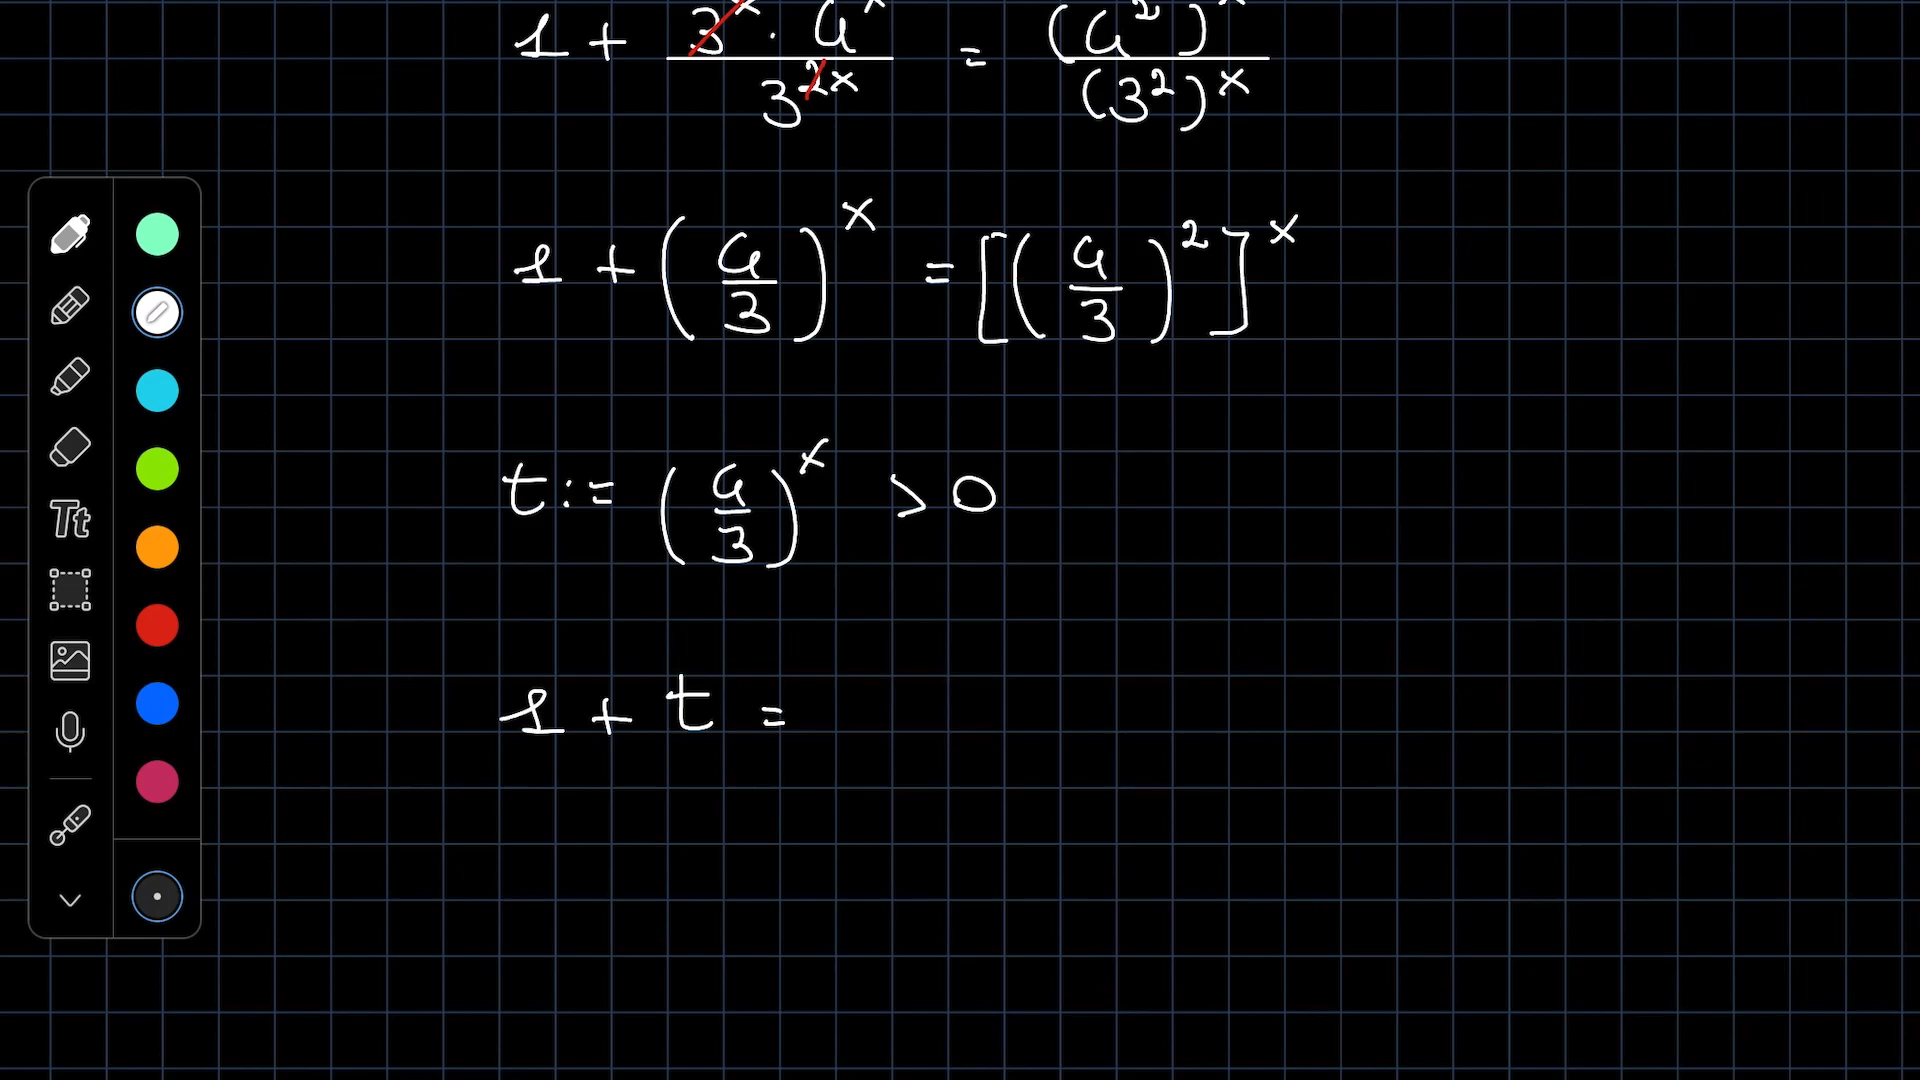 1 + 3^x · 4^x / 3^2x = (4^2)^x / (3^2)^x
1 + (4/3)^x = [(4/3)^2]^x
t := (4/3)^x > 0
Tt
1 + t =